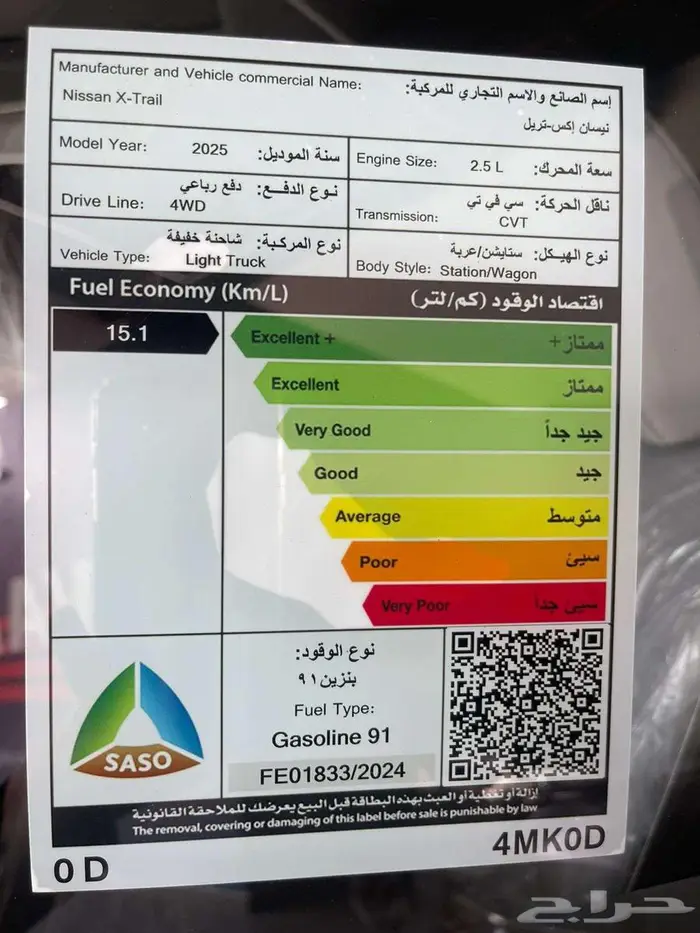 Manufacturer and Vehicle commercial Name: إسم الصانع والاسم التجاري للمركبة:
Nissan X-Trail نيسان إكس-تريل
Model Year: 2025 سنة الموديل:
Engine Size: 2.5 L سعة المحرك:
Drive Line: دفع رباعي نوع الدفـــع:
4WD
Transmission: سي في تي ناقل الحركة:
CVT
Vehicle Type: شاحنة خفيفة نوع المركبـة:
Light Truck
Body Style: ستايشن/عربة نوع الهيكـل:
Station/Wagon
Fuel Economy (Km/L) اقتصاد الوقود (كم/لتر)
15.1
Excellent + ممتاز+
Excellent ممتاز
Very Good جيد جداً
Good جيد
Average متوسط
Poor سيئ
Very Poor سيئ جداً
SASO
نوع الوقود:
بنزين ٩١
Fuel Type:
Gasoline 91
FE01833/2024
إزالة أو تغطية أو العبث بهذه البطاقة قبل البيع يعرضك للملاحقة القانونية
The removal, covering or damaging of this label before sale is punishable by law
0 D
4MK0D
حراج